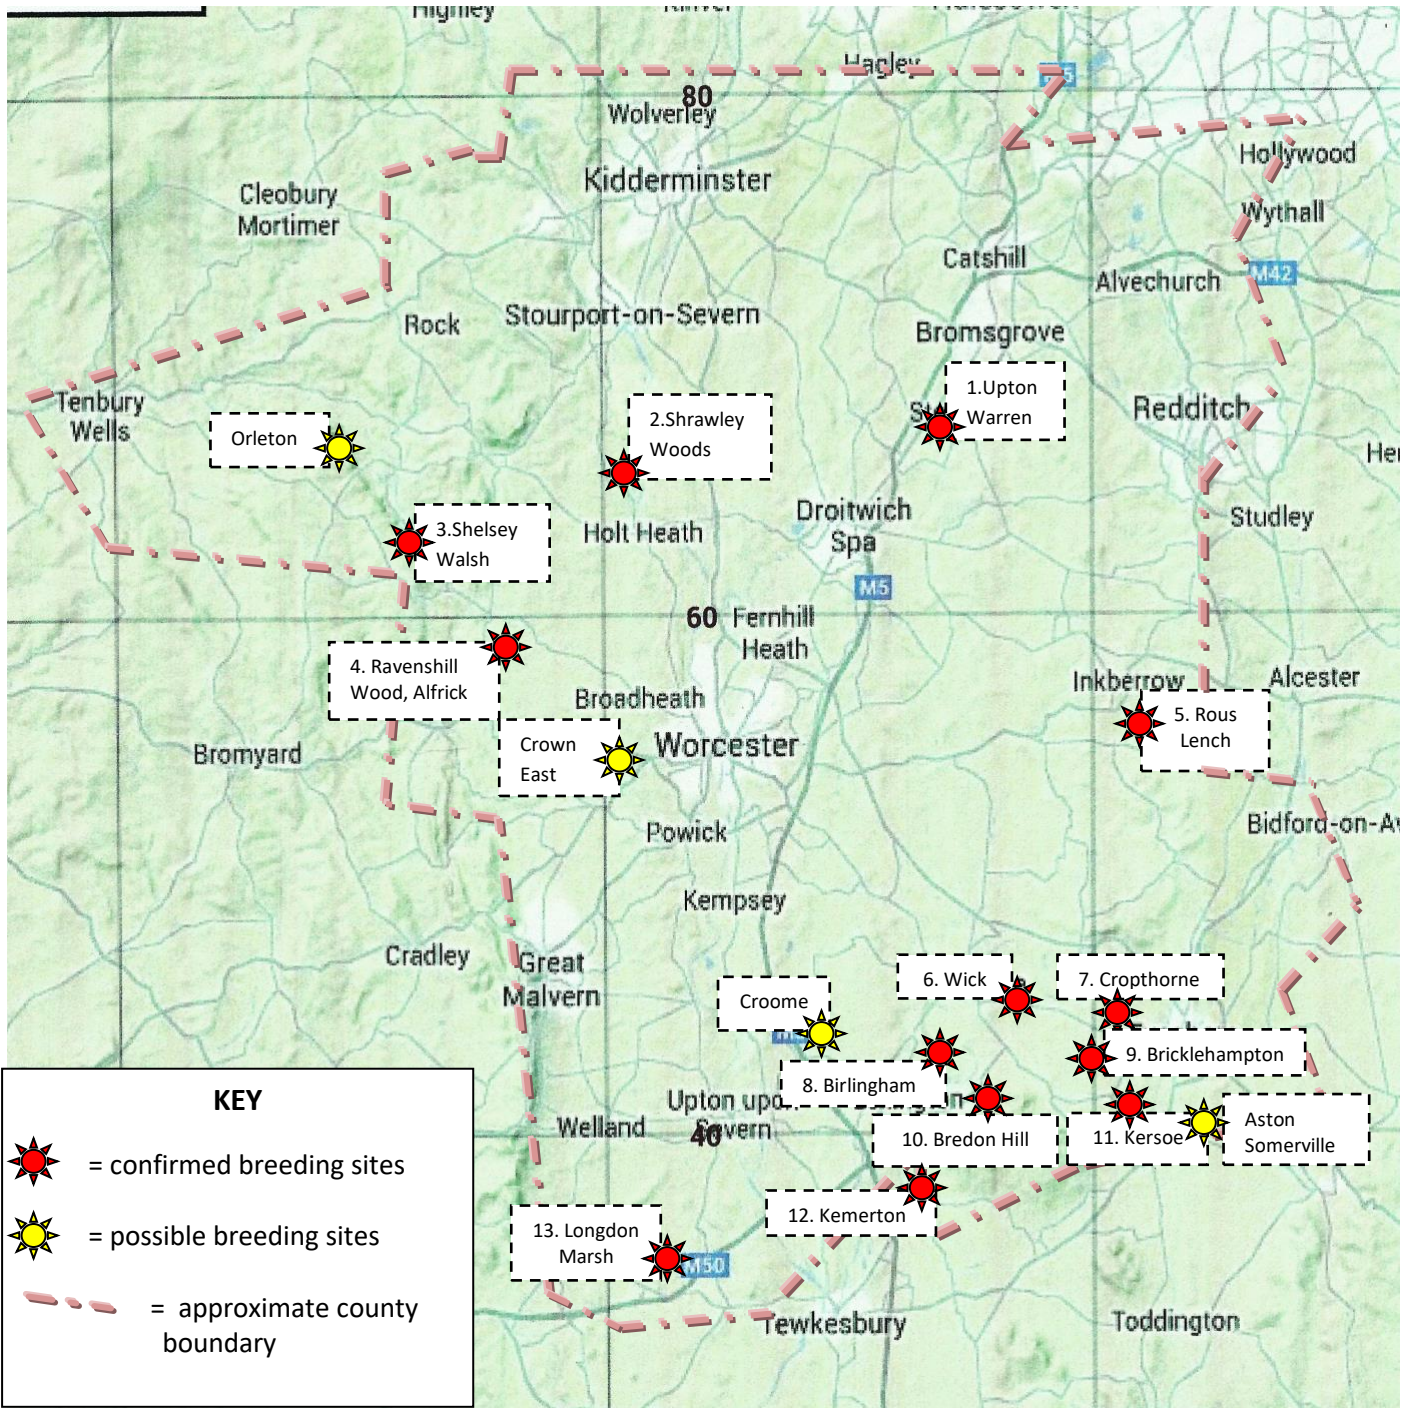 Highley
Kinver
Hagley
80
Wolverley
Hollywood
Kidderminster
Cleobury
Mortimer
Wythall
Catshill
M42
Alvechurch
Rock
Stourport-on-Severn
Bromsgrove
1.Upton
Warren
Tenbury
Wells
Redditch
2.Shrawley
Woods
Orleton
3.Shelsey
Walsh
Holt Heath
Droitwich
Spa
Studley
M5
60
Fernhill
Heath
4. Ravenshill
Wood, Alfrick
Broadheath
Inkberrow
Alcester
5. Rous
Lench
Crown
East
Worcester
Bromyard
Powick
Bidford-on-Av
Kempsey
Cradley
Great
Malvern
6. Wick
7. Cropthorne
Croome
9. Bricklehampton
8. Birlingham
KEY
Upton upon
Severn
40
Welland
10. Bredon Hill
11. Kersoe
Aston
Somerville
= confirmed breeding sites
12. Kemerton
13. Longdon
Marsh
M50
= possible breeding sites
= approximate county
boundary
Tewkesbury
Toddington